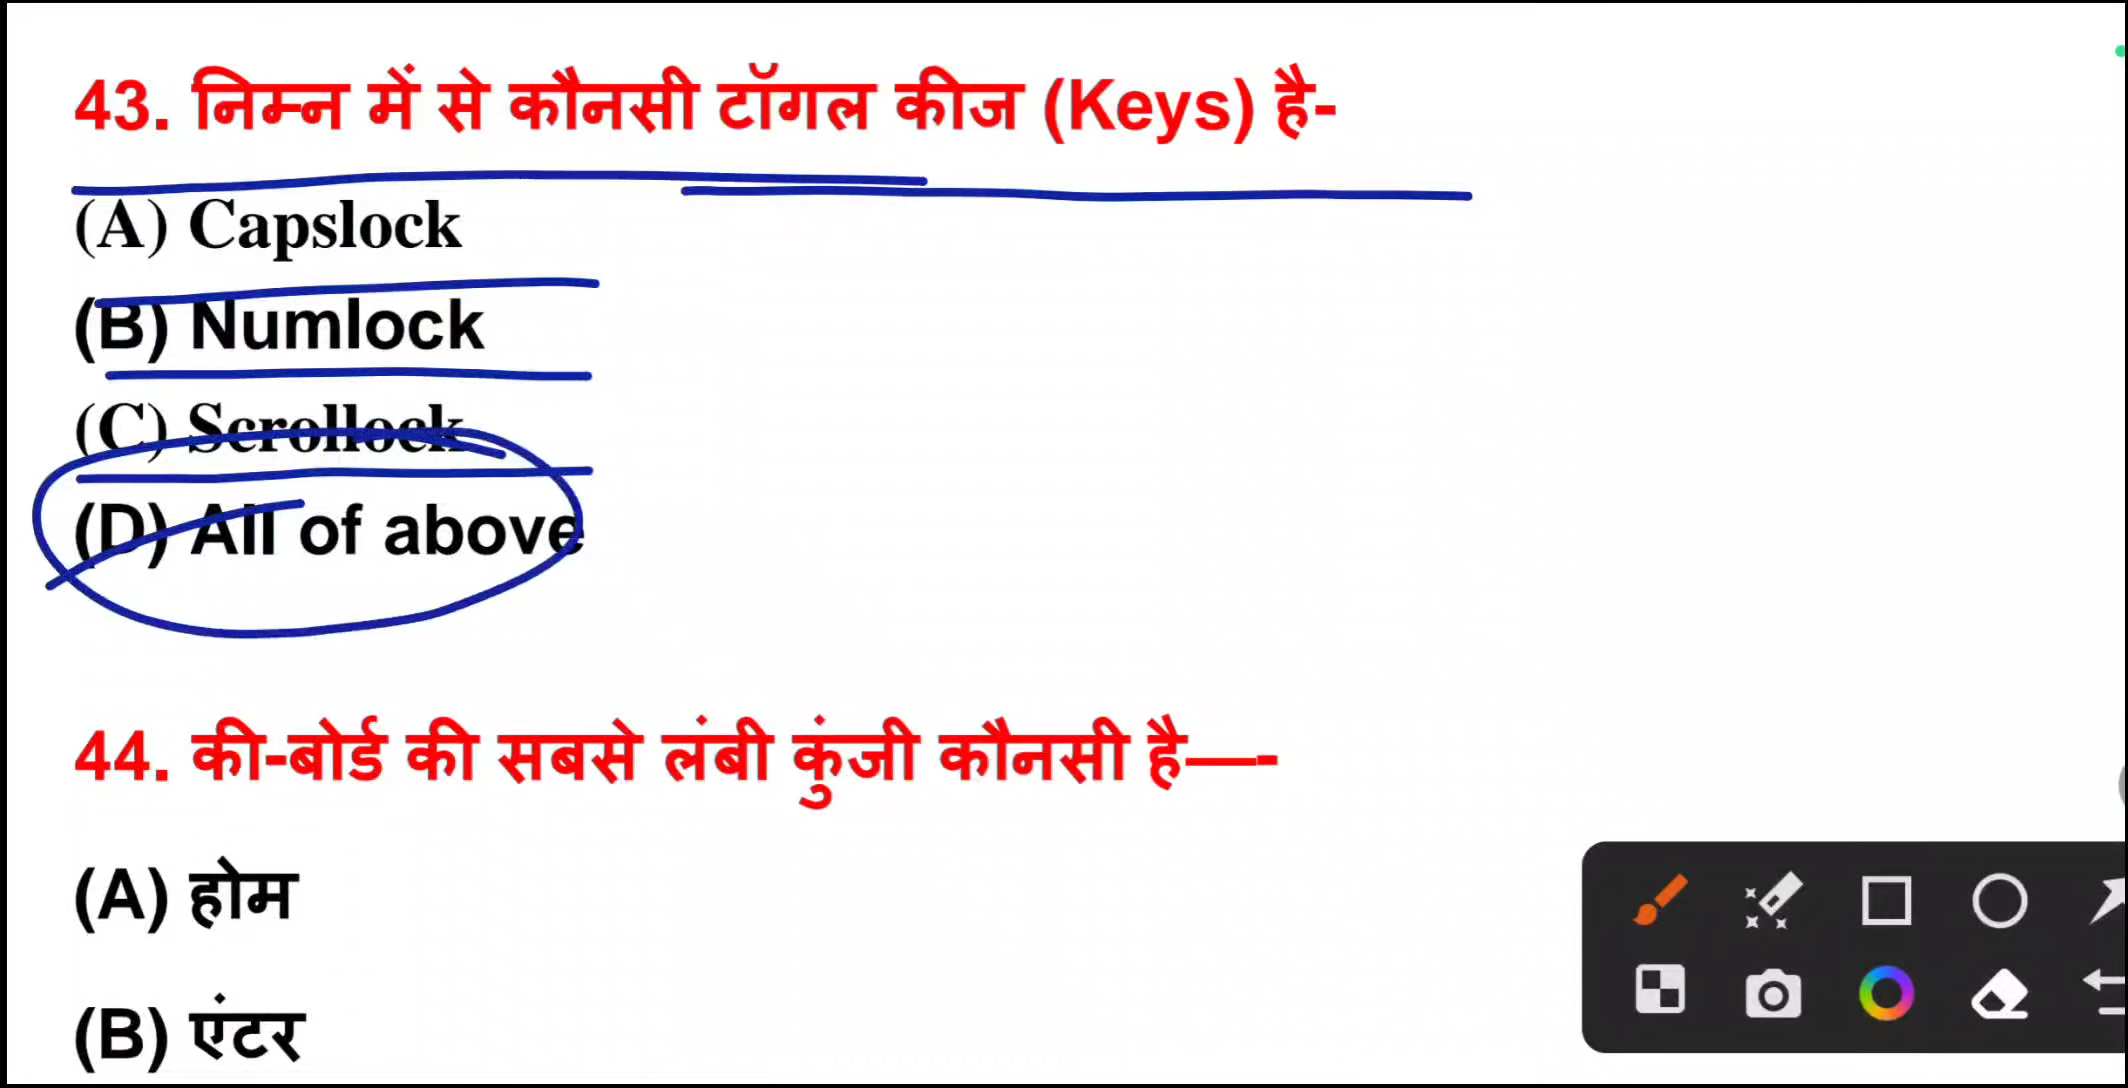 43. निम्न में से कौनसी टॉगल कीज (Keys) है-
(A) Capslock
(B) Numlock
(C) Scrollock
(D) All of above
44. की-बोर्ड की सबसे लंबी कुंजी कौनसी है—-
(A) होम
(B) एंटर